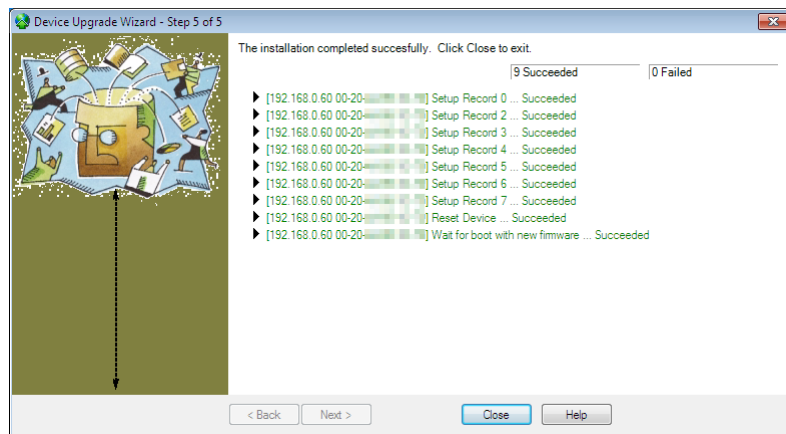 Device Upgrade Wizard - Step 5 of 5
The installation completed succesfully. Click Close to exit.
9 Succeeded 0 Failed
[192.168.0.60 00-20- ] Setup Record 0 ... Succeeded
[192.168.0.60 00-20- ] Setup Record 2 ... Succeeded
[192.168.0.60 00-20- ] Setup Record 3 ... Succeeded
[192.168.0.60 00-20- ] Setup Record 4 ... Succeeded
[192.168.0.60 00-20- ] Setup Record 5 ... Succeeded
[192.168.0.60 00-20- ] Setup Record 6 ... Succeeded
[192.168.0.60 00-20- ] Setup Record 7 ... Succeeded
[192.168.0.60 00-20- ] Reset Device ... Succeeded
[192.168.0.60 00-20- ] Wait for boot with new firmware ... Succeeded
< Back Next > Close Help